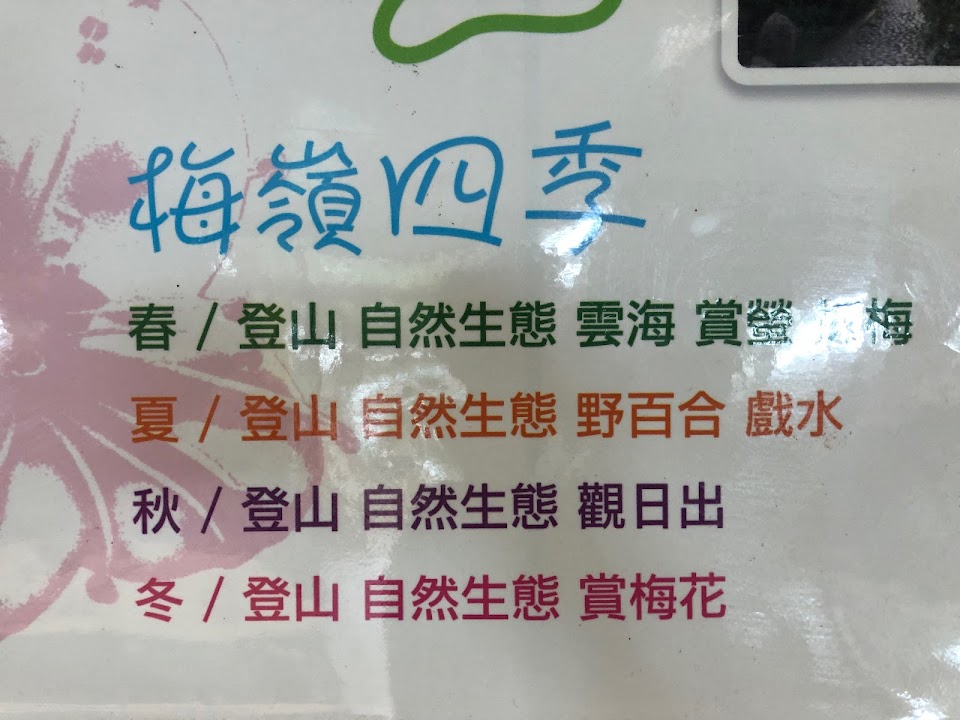 梅嶺四季
春 / 登山 自然生態 雲海 賞螢 梅
夏 / 登山 自然生態 野百合 戲水
秋 / 登山 自然生態 觀日出
冬 / 登山 自然生態 賞梅花